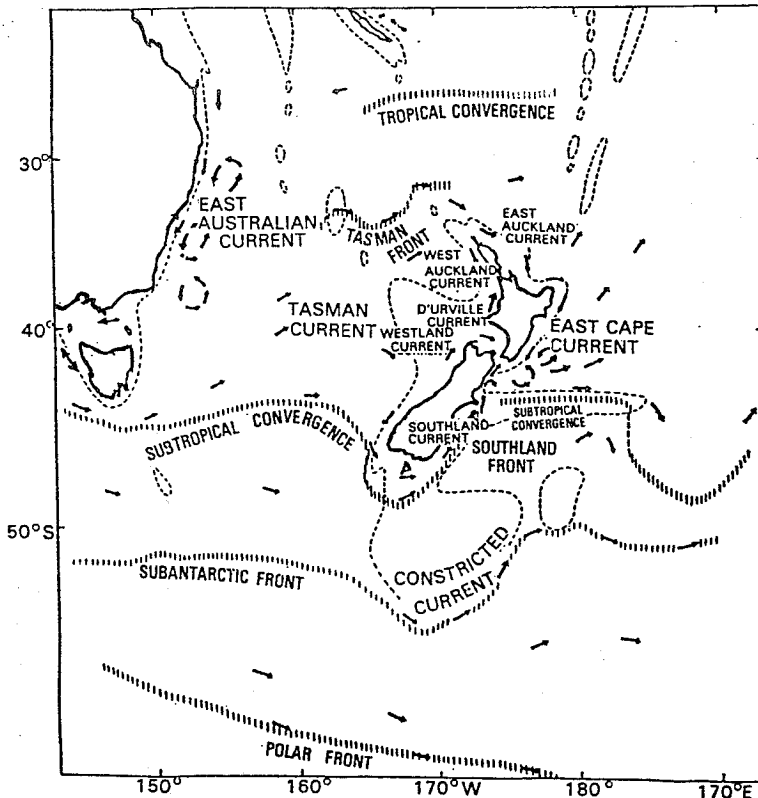 TROPICAL CONVERGENCE
30°
EAST
AUSTRALIAN
CURRENT
TASMAN
FRONT
EAST
AUCKLAND
CURRENT
WEST
AUCKLAND
CURRENT
TASMAN
CURRENT
D'URVILLE
CURRENT
WESTLAND
CURRENT
40°
EAST CAPE
CURRENT
SUBTROPICAL CONVERGENCE
SOUTHLAND
CURRENT
SUBTROPICAL
CONVERGENCE
SOUTHLAND
FRONT
50°S
SUBANTARCTIC FRONT
CONSTRICTED
CURRENT
POLAR FRONT
150°
160°
170°W
180°
170°E